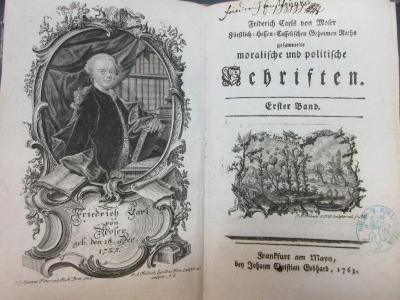 Friedrich Carl
von
Moser
geb. den 18. Dec.
1723.
Friderich Carls von Moser
Fürstlich-Hessen-Casselischen Geheimen Raths
gesammelte
moralische und politische
Schriften.
Erster Band.
Frankfurt am Mayn,
bey Johann Christian Gebhard, 1763.